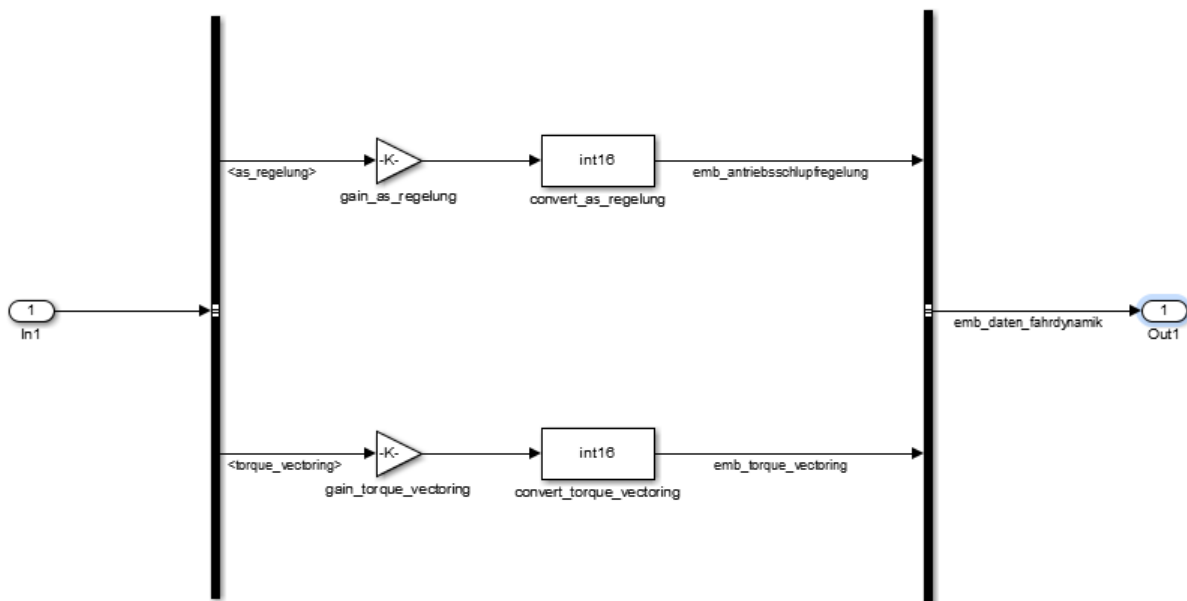 -K-
int16
<as_regelung>
emb_antriebsschlupfregelung
gain_as_regelung
convert_as_regelung
1
In1
emb_daten_fahrdynamik
1
Out1
-K-
int16
<torque_vectoring>
emb_torque_vectoring
gain_torque_vectoring
convert_torque_vectoring